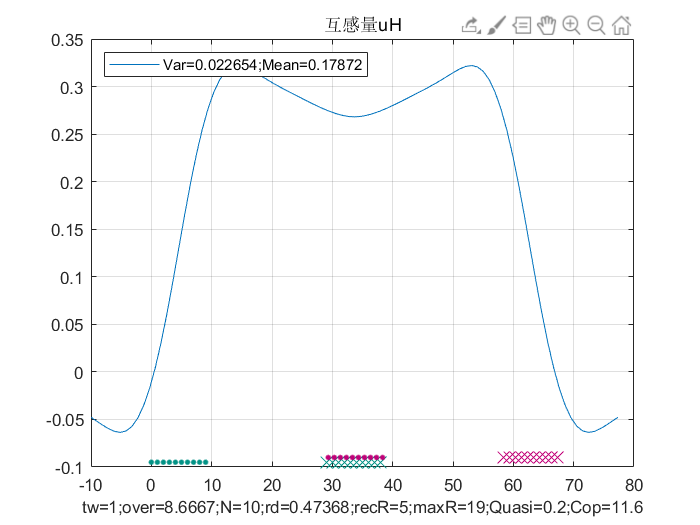 互感量uH
Var=0.022654;Mean=0.17872
0.35
0.3
0.25
0.2
0.15
0.1
0.05
0
-0.05
-0.1
-10 0 10 20 30 40 50 60 70 80
tw=1;over=8.6667;N=10;rd=0.47368;recR=5;maxR=19;Quasi=0.2;Cop=11.6